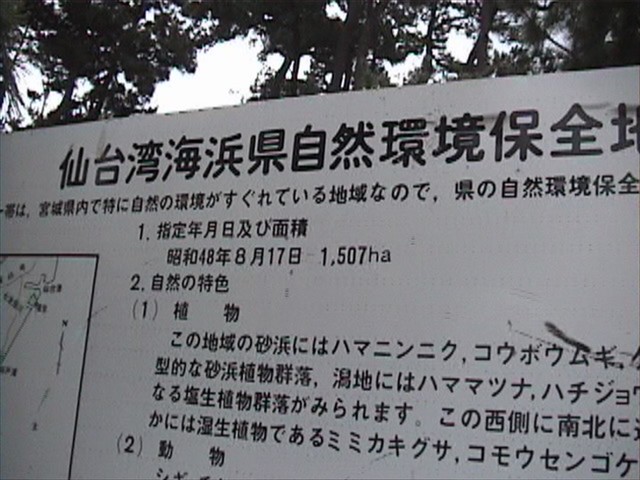 仙台湾海浜県自然環境保全地
一帯は，宮城県内で特に自然の環境がすぐれている地域なので，県の自然環境保全
1．指定年月日及び面積
昭和48年8月17日 1,507ha
2．自然の特色
(1) 植 物
この地域の砂浜にはハマニンニク，コウボウムギ，
型的な砂浜植物群落，潟地にはハママツナ，ハチジョウ
なる塩生植物群落がみられます。この西側に南北に
かには湿生植物であるミミカキグサ，コモウセンゴケ
(2) 動 物
シギ・チ